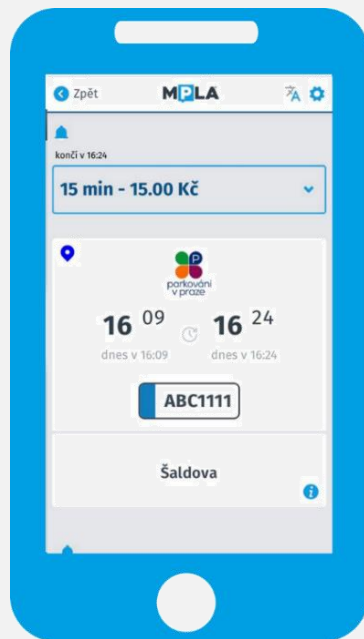 Zpět MPLA
končí v 16:24
15 min - 15.00 Kč
parkování
v praze
16 09 16 24
dnes v 16:09 dnes v 16:24
ABC1111
Šaldova